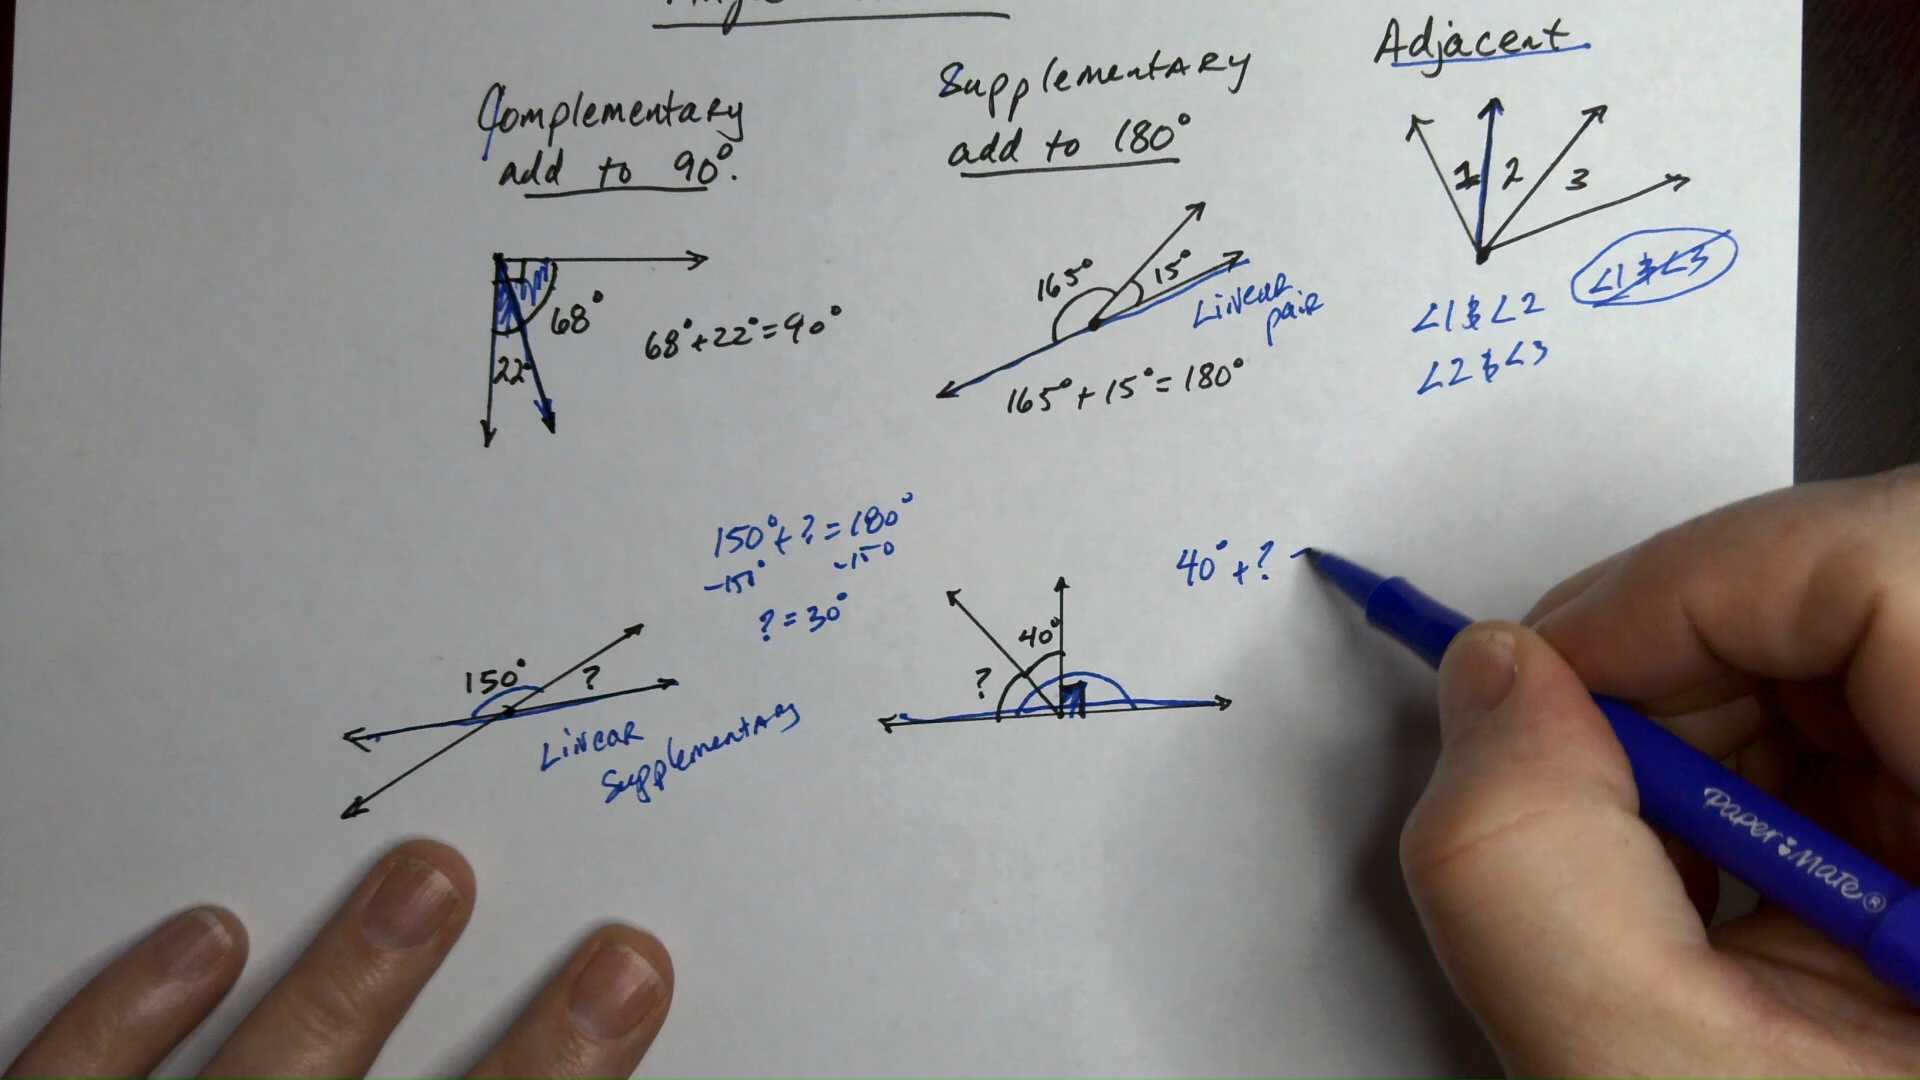 Complementary
add to 90°.
68°
22°
68°+22°=90°
Supplementary
add to 180°
165°
15°
Linear
pair
165°+15°=180°
Adjacent
1
2
3
∠1&∠2
∠1&∠3
∠2&∠3
150°+?=180°
-150°
-150
?=30°
150°
?
Linear
Supplementary
40°
?
40°+?
Paper Mate®